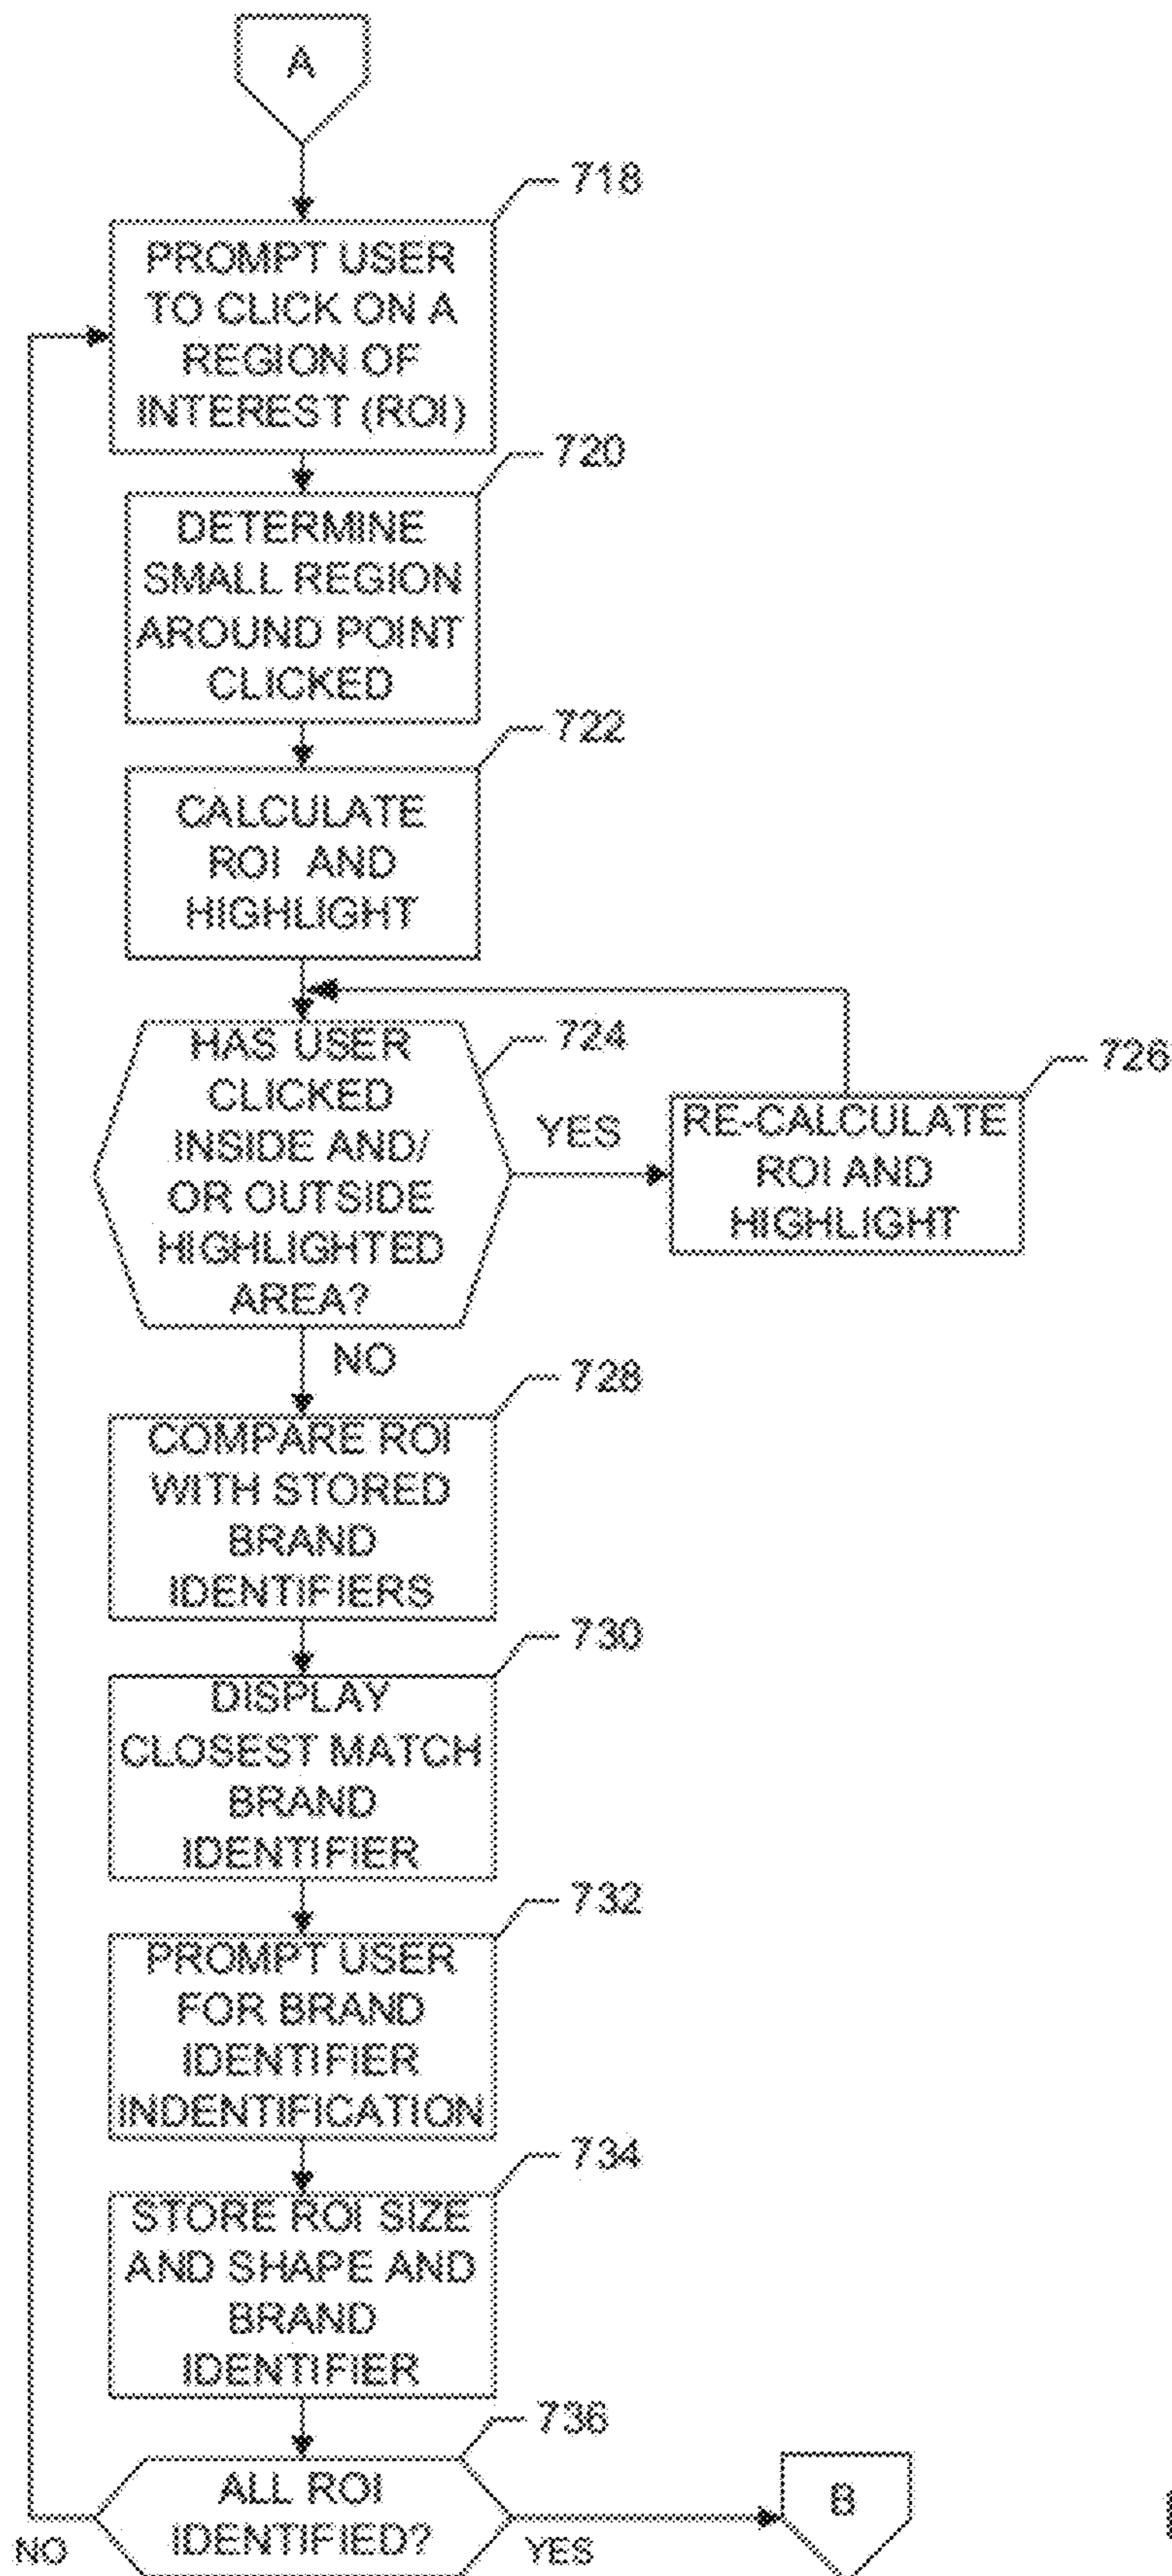 A
718
PROMPT USER
TO CLICK ON A
REGION OF
INTEREST (ROI)
720
DETERMINE
SMALL REGION
AROUND POINT
CLICKED
722
CALCULATE
ROI AND
HIGHLIGHT
724
HAS USER
CLICKED
INSIDE AND/
OR OUTSIDE
HIGHLIGHTED
AREA?
YES
726
RE-CALCULATE
ROI AND
HIGHLIGHT
NO
728
COMPARE ROI
WITH STORED
BRAND
IDENTIFIERS
730
DISPLAY
CLOSEST MATCH
BRAND
IDENTIFIER
732
PROMPT USER
FOR BRAND
IDENTIFIER
INDENTIFICATION
734
STORE ROI SIZE
AND SHAPE AND
BRAND
IDENTIFIER
736
ALL ROI
IDENTIFIED?
NO
YES
B